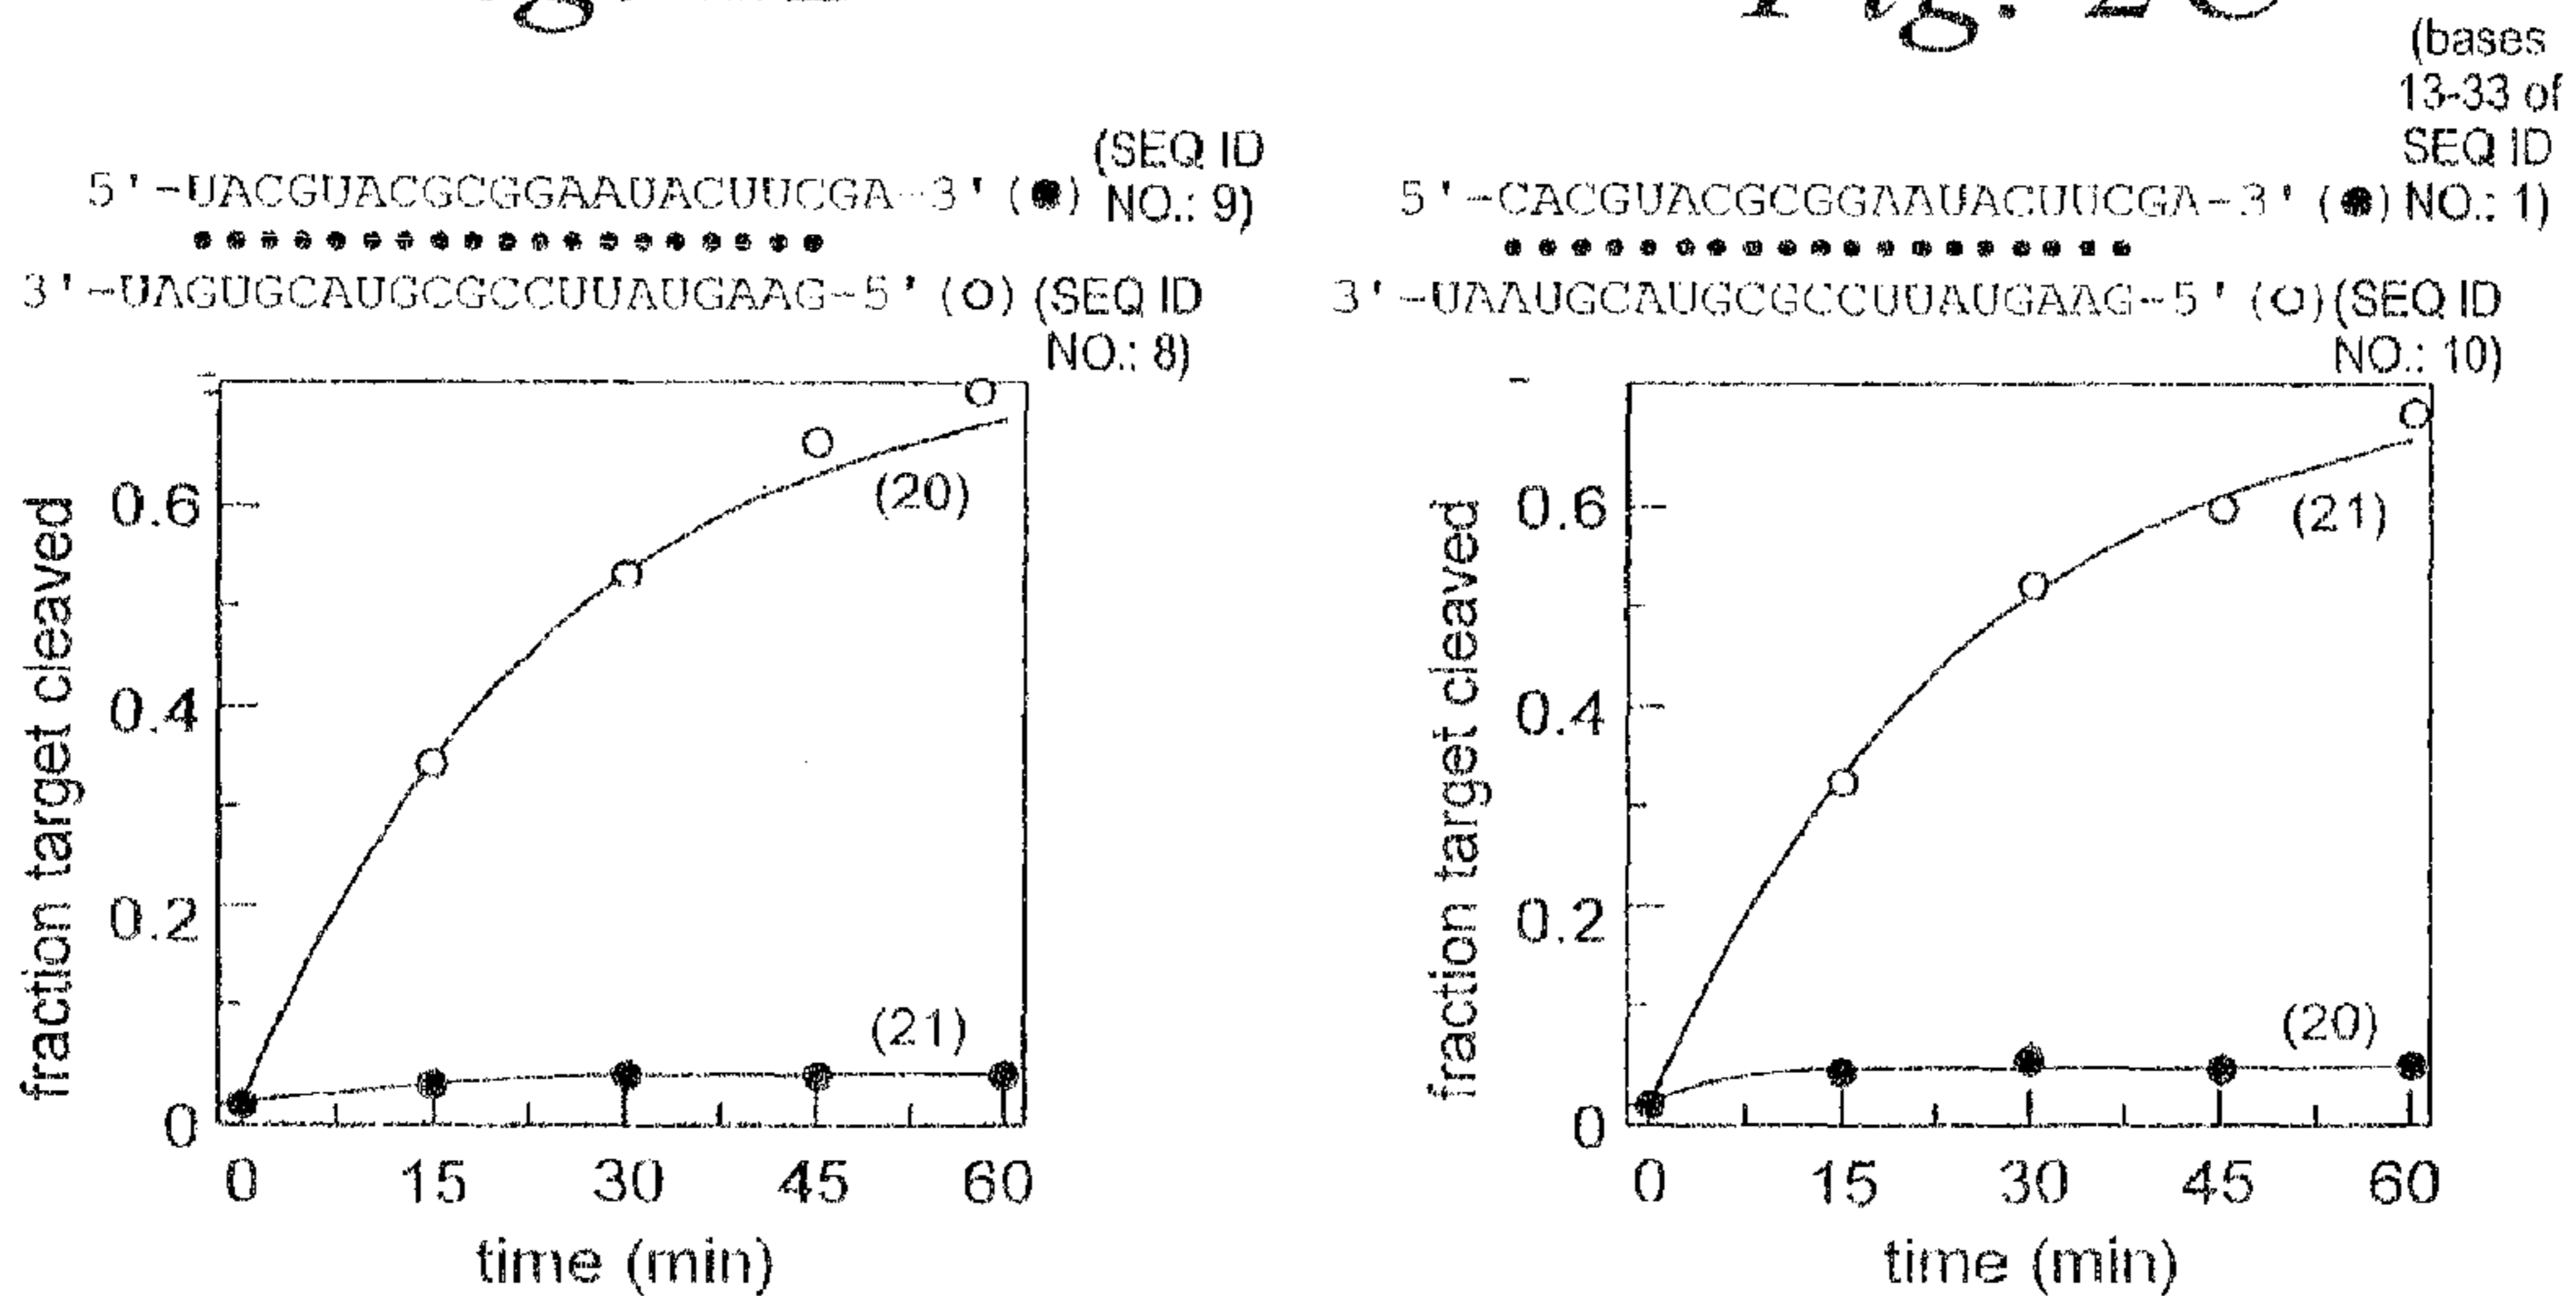 Fig. 2C
(bases
13-33 of
SEQ ID
NO.: 1)
(SEQ ID
NO.: 9)
5'-UACGUACGCGGAAUACUUCGA-3' (●)
3'-UAGUGCAUGCGCCUUAUGAAG-5' (O) (SEQ ID
NO.: 8)
5'-CACGUACGCGGAAUACUUCGA-3' (●)
3'-UAAUGCAUGCGCCUUAUGAAG-5' (O) (SEQ ID
NO.: 10)
fraction target cleaved
0.6
0.4
0.2
0
(20)
(21)
0 15 30 45 60
time (min)
fraction target cleaved
0.6
0.4
0.2
0
(21)
(20)
0 15 30 45 60
time (min)